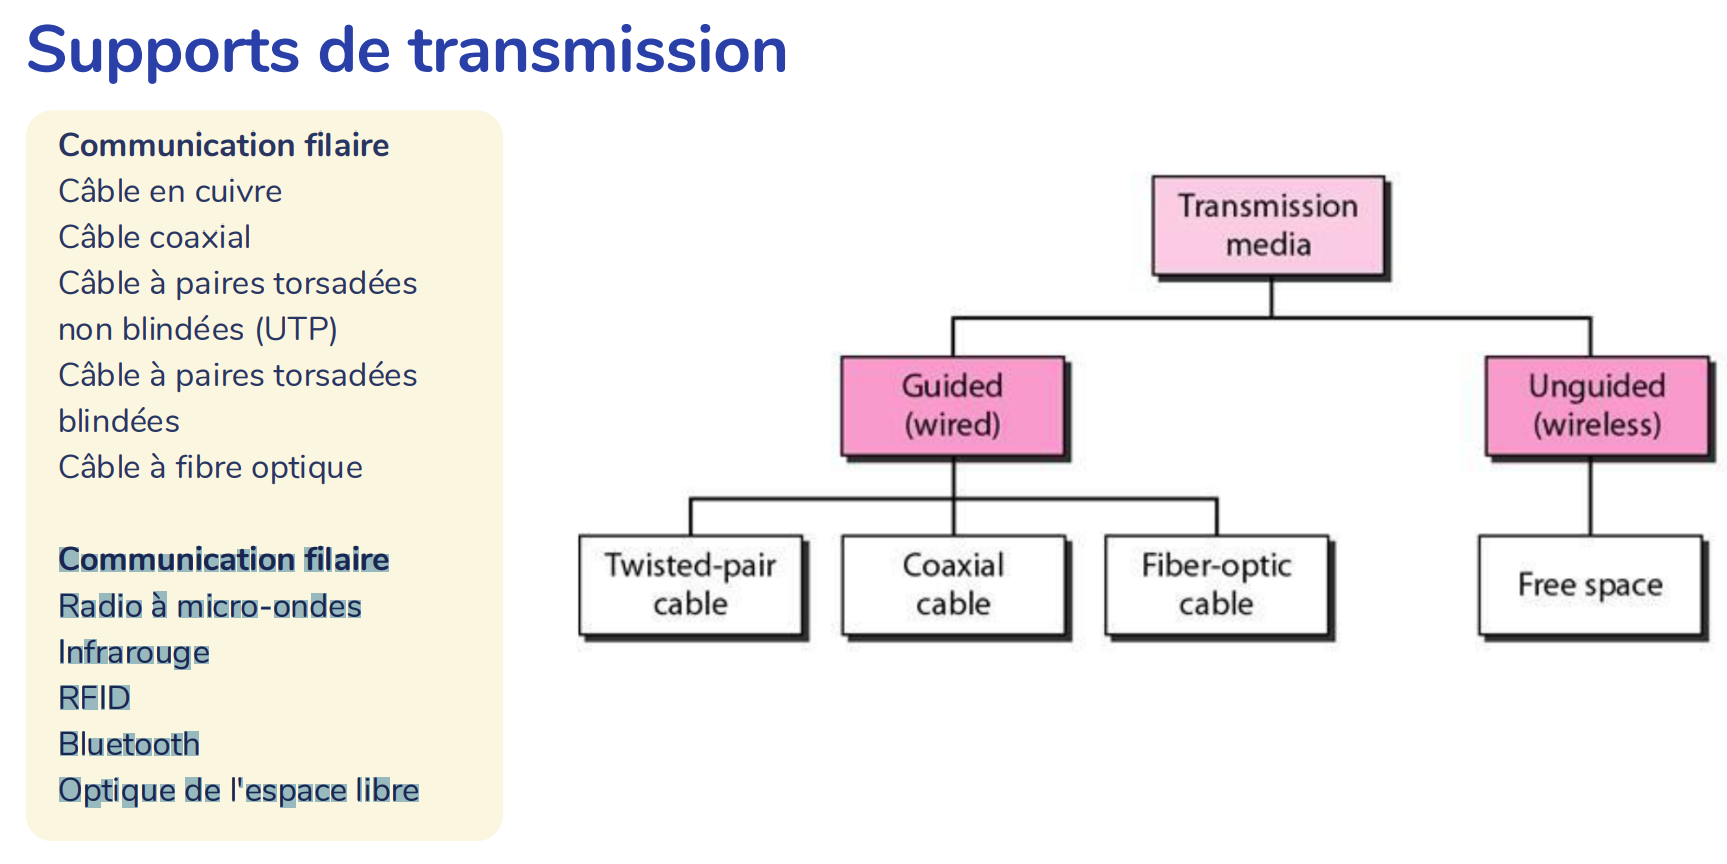 Supports de transmission
Communication filaire
Câble en cuivre
Câble coaxial
Câble à paires torsadées
non blindées (UTP)
Câble à paires torsadées
blindées
Câble à fibre optique
Communication filaire
Radio à micro-ondes
Infrarouge
RFID
Bluetooth
Optique de l'espace libre
Transmission
media
Guided
(wired)
Unguided
(wireless)
Twisted-pair
cable
Coaxial
cable
Fiber-optic
cable
Free space